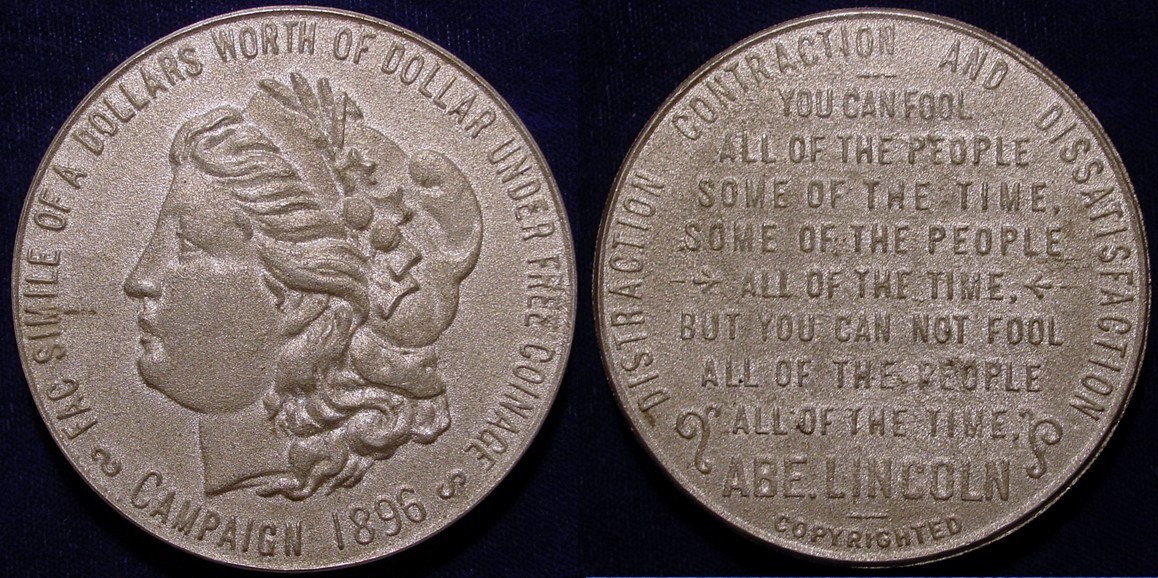 FAC SIMILE OF A DOLLARS WORTH OF DOLLAR UNDER FREE COINAGE
CAMPAIGN 1896
DISTRACTION CONTRACTION AND DISSATISFACTION
YOU CAN FOOL
ALL OF THE PEOPLE
SOME OF THE TIME,
SOME OF THE PEOPLE
ALL OF THE TIME,
BUT YOU CAN NOT FOOL
ALL OF THE PEOPLE
ALL OF THE TIME,
ABE. LINCOLN
COPYRIGHTED